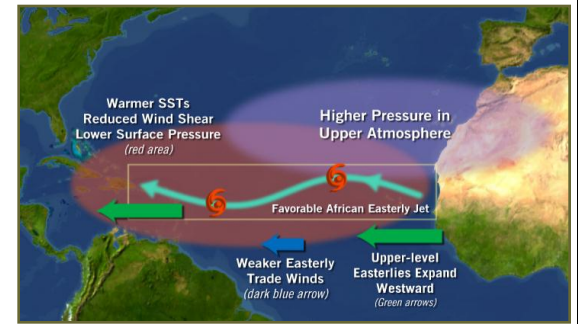 Warmer SSTs
Reduced Wind Shear
Lower Surface Pressure
(red area)
Higher Pressure in
Upper Atmosphere
Favorable African Easterly Jet
Weaker Easterly
Trade Winds
(dark blue arrow)
Upper-level
Easterlies Expand
Westward
(Green arrows)